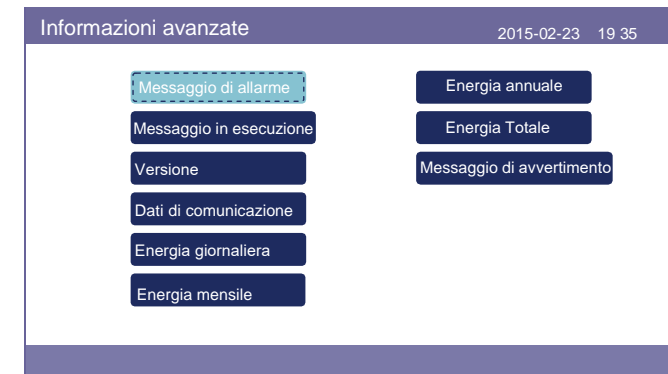 Informazioni avanzate
2015-02-23 19 35
Messaggio di allarme
Messaggio in esecuzione
Versione
Dati di comunicazione
Energia giornaliera
Energia mensile
Energia annuale
Energia Totale
Messaggio di avvertimento